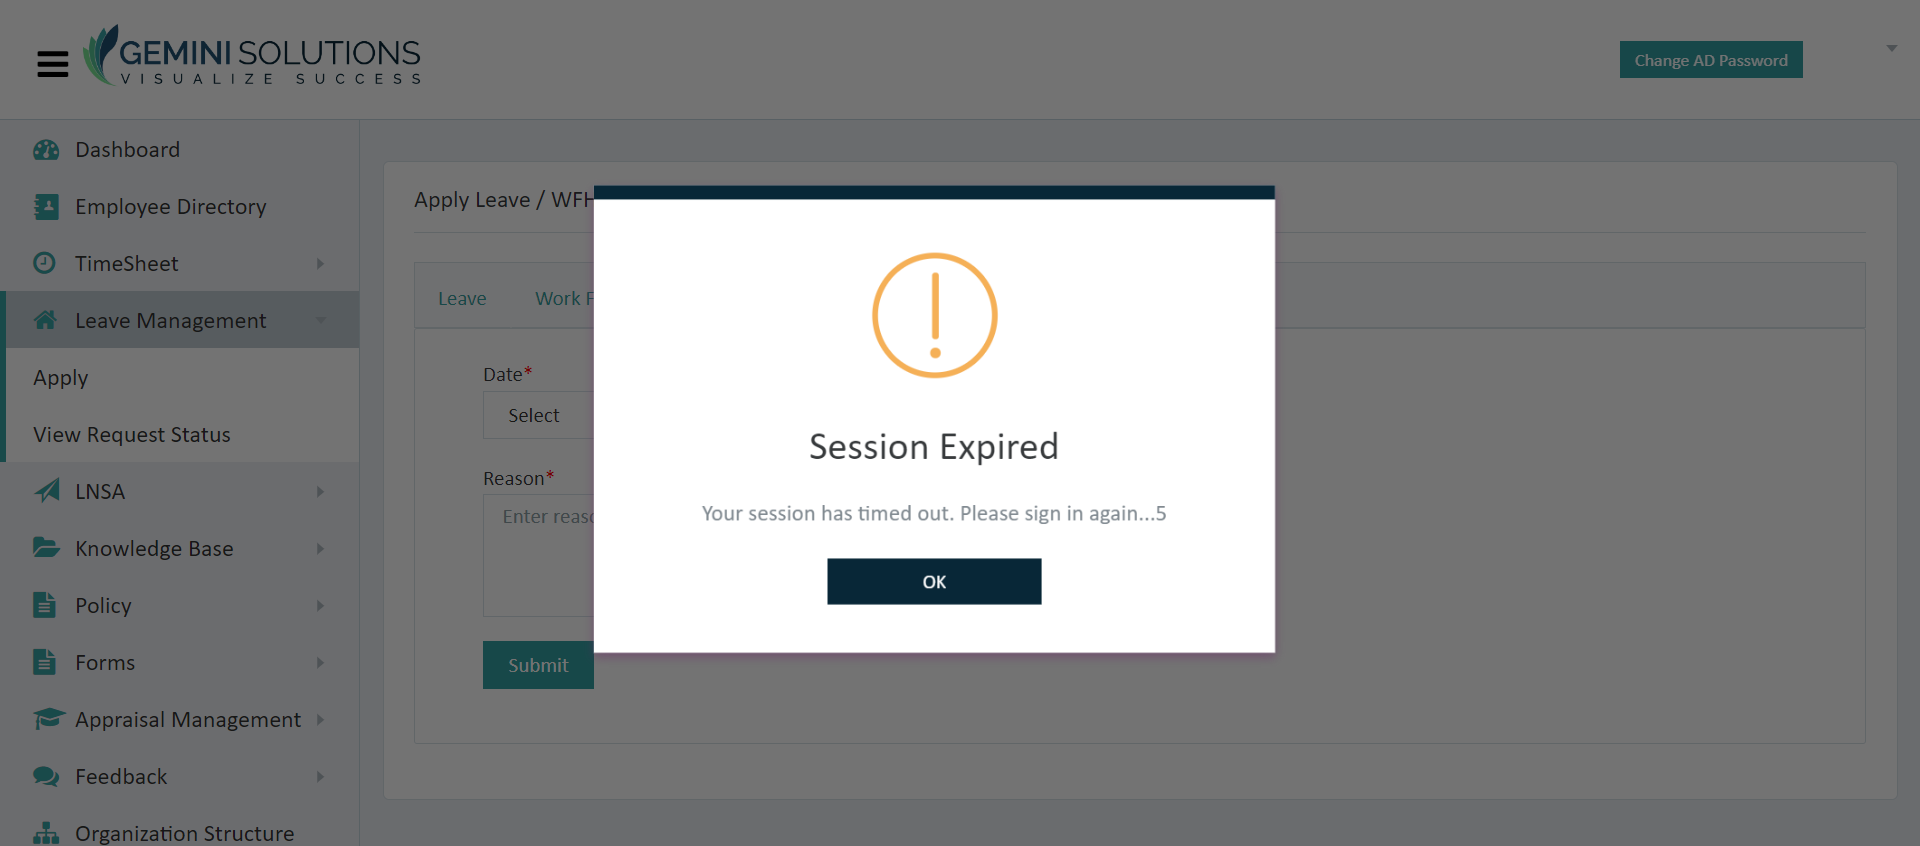 GEMINI SOLUTIONS
VISUALIZE SUCCESS
Change AD Password
Dashboard
Employee Directory
TimeSheet
Leave Management
Apply
View Request Status
LNSA
Knowledge Base
Policy
Forms
Appraisal Management
Feedback
Organization Structure
Apply Leave / WFH
Leave
Work F
Date*
Select
Reason*
Enter reaso
Submit
Session Expired
Your session has timed out. Please sign in again...5
OK